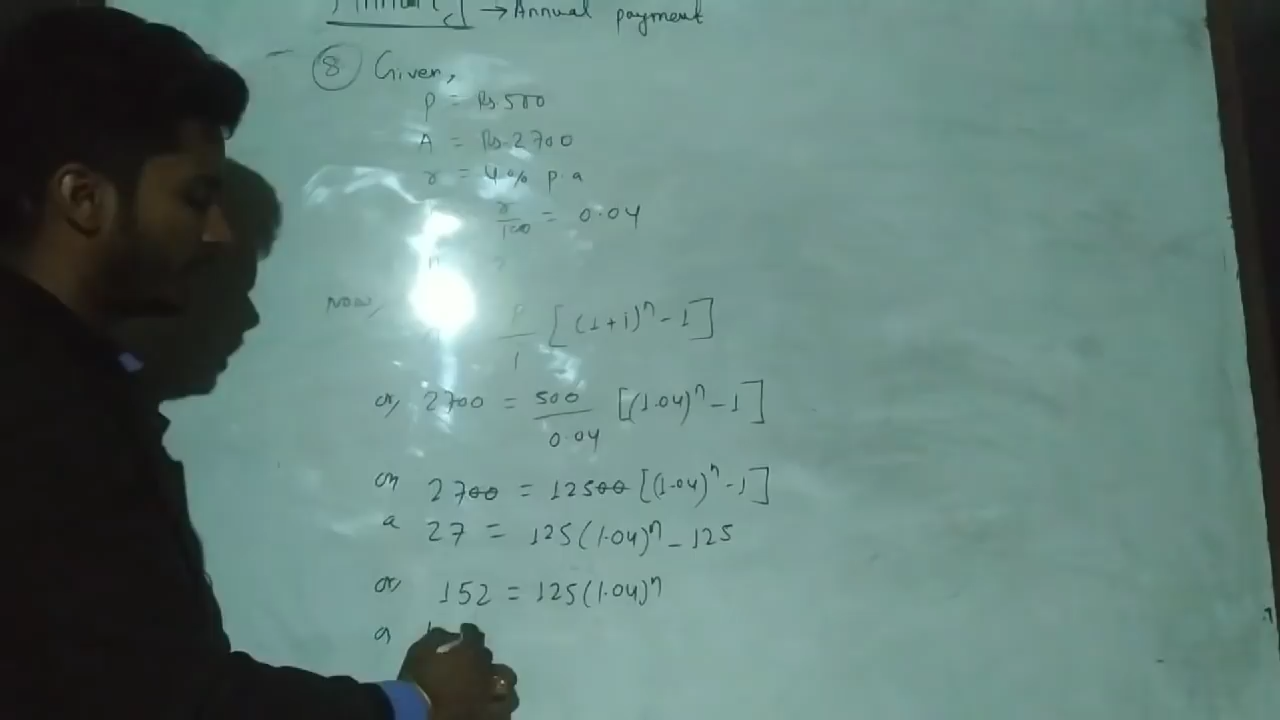 → Annual payment
⑧ Given,
P = Rs. 500
A = Rs. 2700
r = 4% p.a
r/100 = 0.04
Now,
P/i [(1+i)^n - 1]
or, 2700 = 500/0.04 [(1.04)^n - 1]
or, 2700 = 12500 [(1.04)^n - 1]
or 27 = 125(1.04)^n - 125
or, 152 = 125(1.04)^n
or